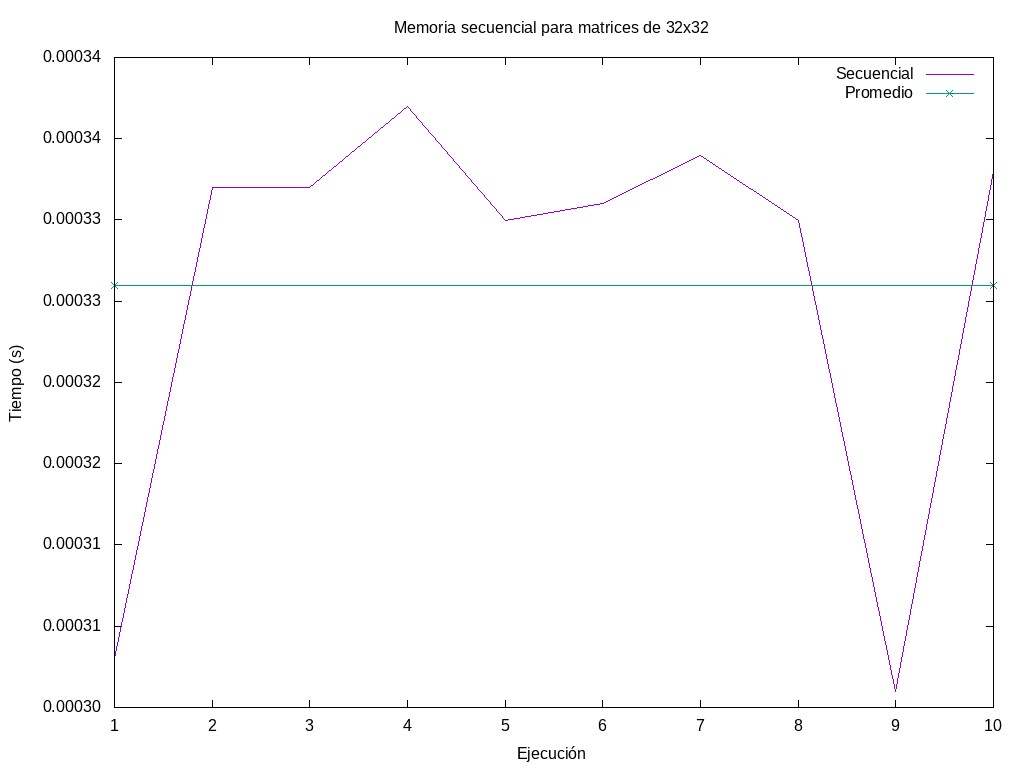 Memoria secuencial para matrices de 32x32
0.00034
Secuencial
Promedio
0.00034
0.00033
0.00033
0.00032
0.00032
0.00031
0.00031
0.00030
Tiempo (s)
1 2 3 4 5 6 7 8 9 10
Ejecución